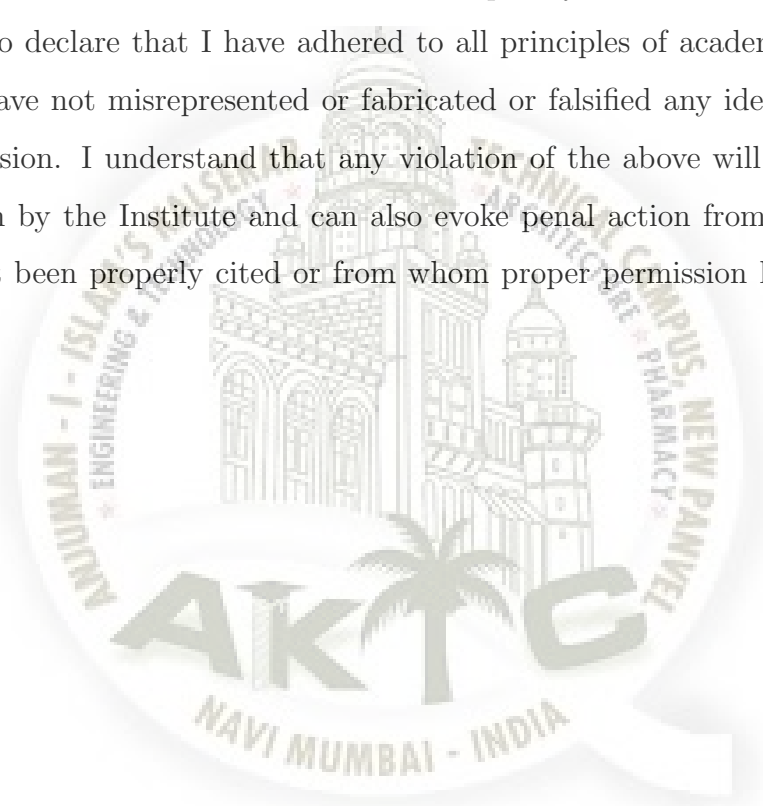 o declare that I have adhered to all principles of acade
ave not misrepresented or fabricated or falsified any ide
sion. I understand that any violation of the above will
by the Institute and can also evoke penal action from
been properly cited or from whom proper permission
ANJUMAN - I - ISLAM'S KALSEKAR TECHNICAL CAMPUS, NEW PANVEL
ENGINEERING & TECHNOLOGY * ARCHITECTURE * PHARMACY *
AKTC
NAVI MUMBAI - INDIA